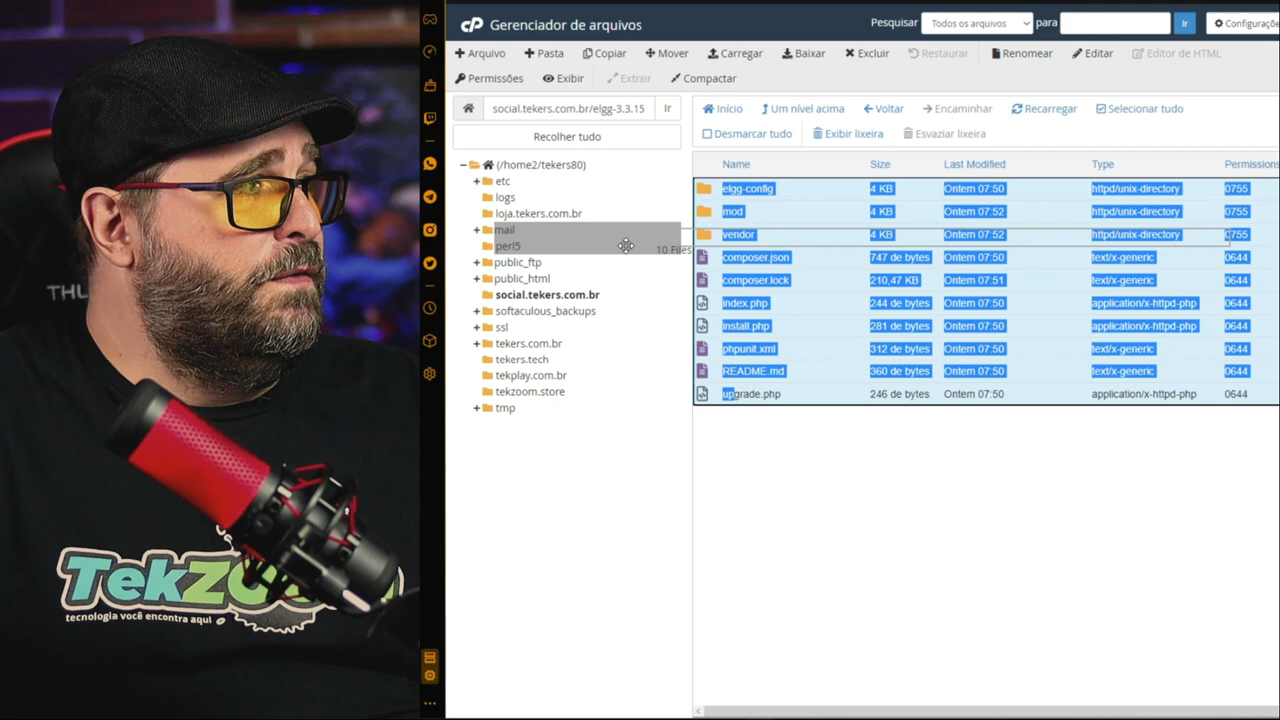 THU
TekZO
tecnologia você encontra aqui
cP Gerenciador de arquivos
Pesquisar Todos os arquivos para Ir Configuraçõe
Arquivo Pasta Copiar Mover Carregar Baixar Excluir Restaurar Renomear Editar Editor de HTML
Permissões Exibir Extrair Compactar
social.tekers.com.br/elgg-3.3.15 Ir
Recolher tudo
(/home2/tekers80)
etc
logs
loja.tekers.com.br
mail
perl5
public_ftp
public_html
social.tekers.com.br
softaculous_backups
ssl
tekers.com.br
tekers.tech
tekplay.com.br
tekzoom.store
tmp
10 Files
Início Um nível acima Voltar Encaminhar Recarregar Selecionar tudo
Desmarcar tudo Exibir lixeira Esvaziar lixeira
Name Size Last Modified Type Permissions
elgg-config 4 KB Ontem 07:50 httpd/unix-directory 0755
mod 4 KB Ontem 07:52 httpd/unix-directory 0755
vendor 4 KB Ontem 07:52 httpd/unix-directory 0755
composer.json 747 de bytes Ontem 07:50 text/x-generic 0644
composer.lock 210,47 KB Ontem 07:51 text/x-generic 0644
index.php 244 de bytes Ontem 07:50 application/x-httpd-php 0644
install.php 281 de bytes Ontem 07:50 application/x-httpd-php 0644
phpunit.xml 312 de bytes Ontem 07:50 text/x-generic 0644
README.md 360 de bytes Ontem 07:50 text/x-generic 0644
upgrade.php 246 de bytes Ontem 07:50 application/x-httpd-php 0644